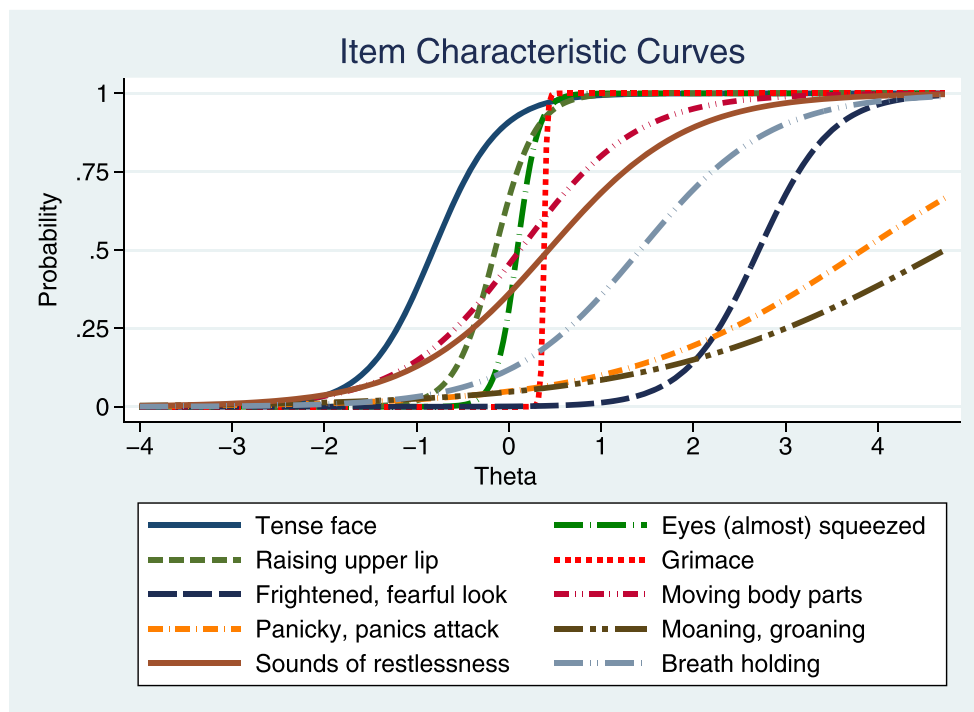 Item Characteristic Curves
Probability
1
.75
.5
.25
0
−4 −3 −2 −1 0 1 2 3 4
Theta
Tense face
Eyes (almost) squeezed
Raising upper lip
Grimace
Frightened, fearful look
Moving body parts
Panicky, panics attack
Moaning, groaning
Sounds of restlessness
Breath holding